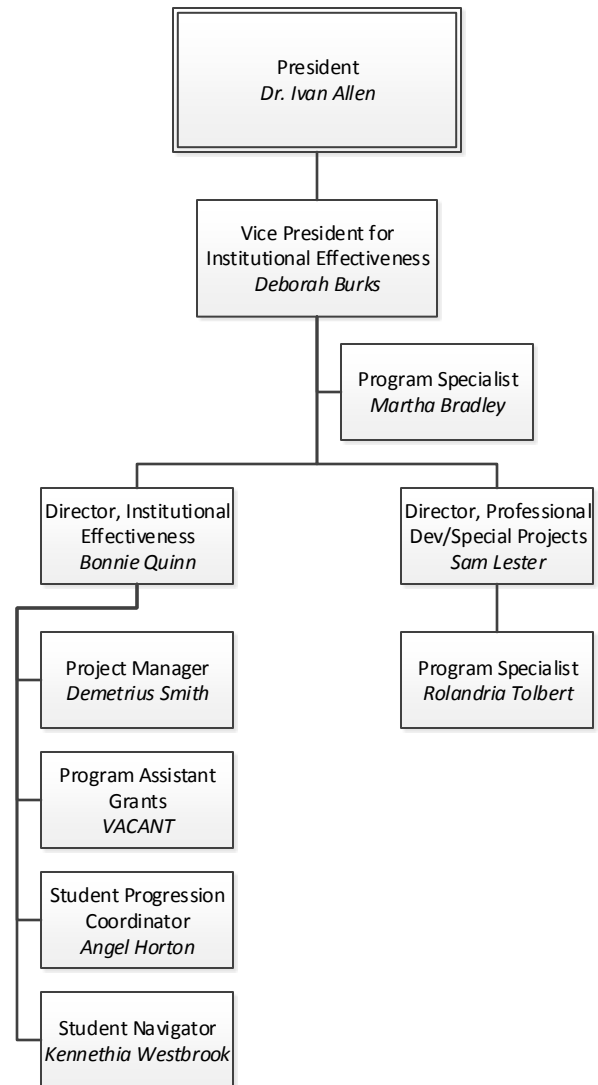 President
Dr. Ivan Allen
Vice President for
Institutional Effectiveness
Deborah Burks
Program Specialist
Martha Bradley
Director, Institutional
Effectiveness
Bonnie Quinn
Director, Professional
Dev/Special Projects
Sam Lester
Project Manager
Demetrius Smith
Program Specialist
Rolandria Tolbert
Program Assistant
Grants
VACANT
Student Progression
Coordinator
Angel Horton
Student Navigator
Kennethia Westbrook